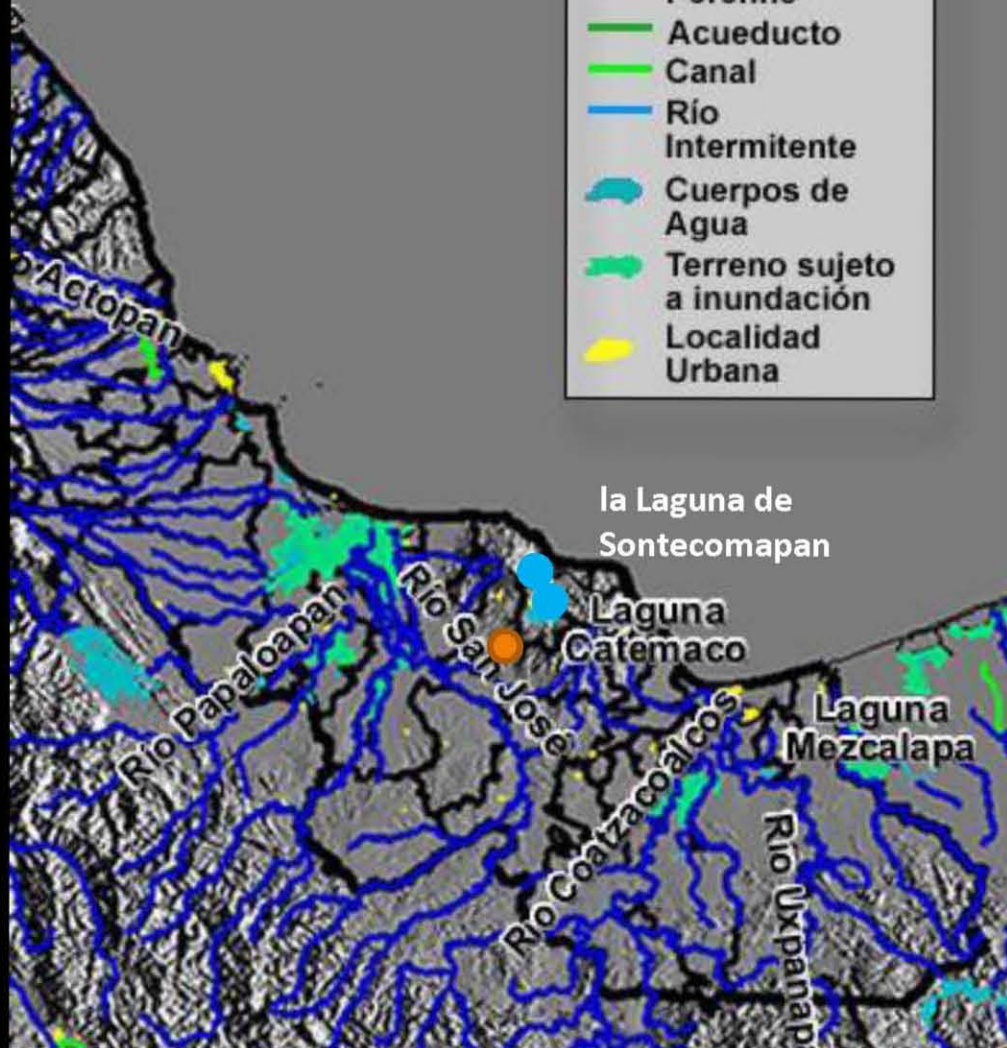 Acueducto
Canal
Río
Intermitente
Cuerpos de
Agua
Terreno sujeto
a inundación
Localidad
Urbana
Actopan
la Laguna de
Sontecomapan
Laguna
Catemaco
Río San José
Río Papaloapan
Laguna
Mezcalapa
Río Coatzacoalcos
Río Uxpanap